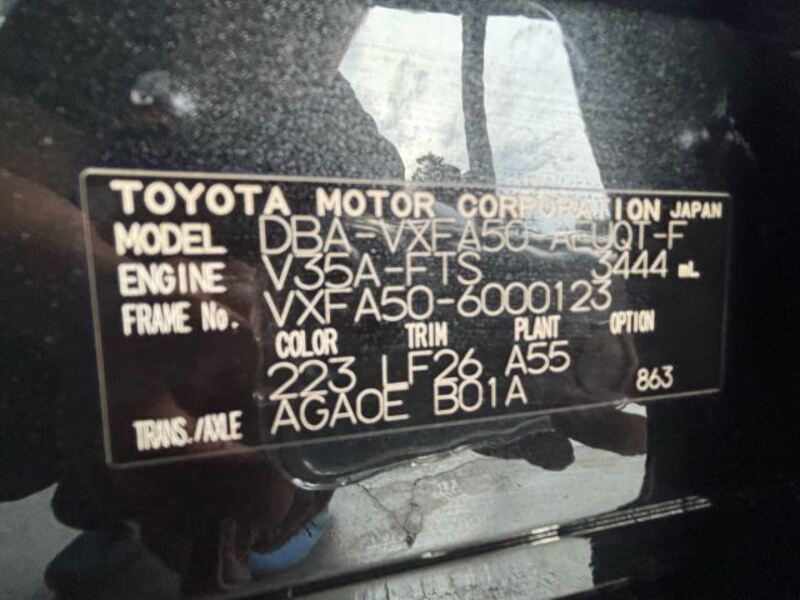 TOYOTA MOTOR CORPORATION JAPAN
MODEL DBA-VXFA50-AEUQT-F
ENGINE V35A-FTS 3444 mL
FRAME No. VXFA50-6000123
COLOR TRIM PLANT OPTION
223 LF26 A55
863
TRANS./AXLE AGA0E B01A